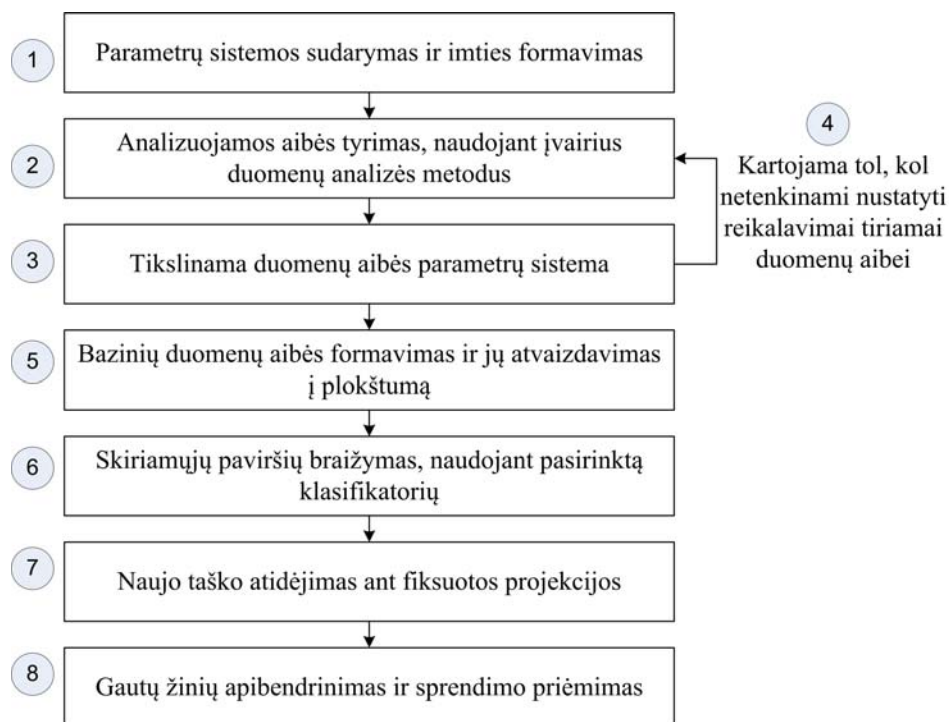 1
Parametrų sistemos sudarymas ir imties formavimas
2
Analizuojamos aibės tyrimas, naudojant įvairius
duomenų analizės metodus
3
Tikslinama duomenų aibės parametrų sistema
4
Kartojama tol, kol
netenkinami nustatyti
reikalavimai tiriamai
duomenų aibei
5
Bazinių duomenų aibės formavimas ir jų atvaizdavimas
į plokštumą
6
Skiriamųjų paviršių braižymas, naudojant pasirinktą
klasifikatorių
7
Naujo taško atidėjimas ant fiksuotos projekcijos
8
Gautų žinių apibendrinimas ir sprendimo priėmimas